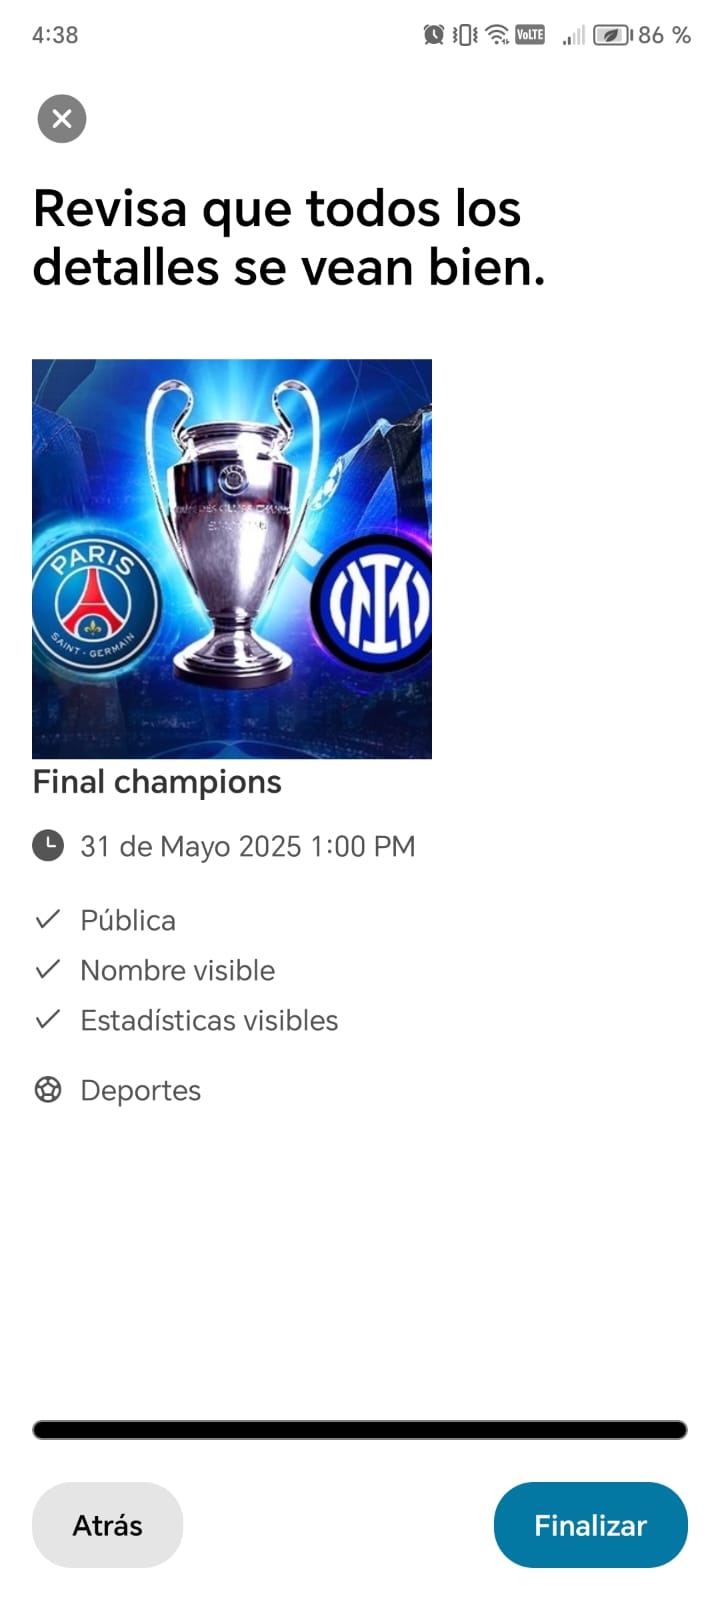 4:38
VoLTE
86 %
Revisa que todos los
detalles se vean bien.
PARIS
SAINT-GERMAIN
Final champions
31 de Mayo 2025 1:00 PM
Pública
Nombre visible
Estadísticas visibles
Deportes
Atrás
Finalizar